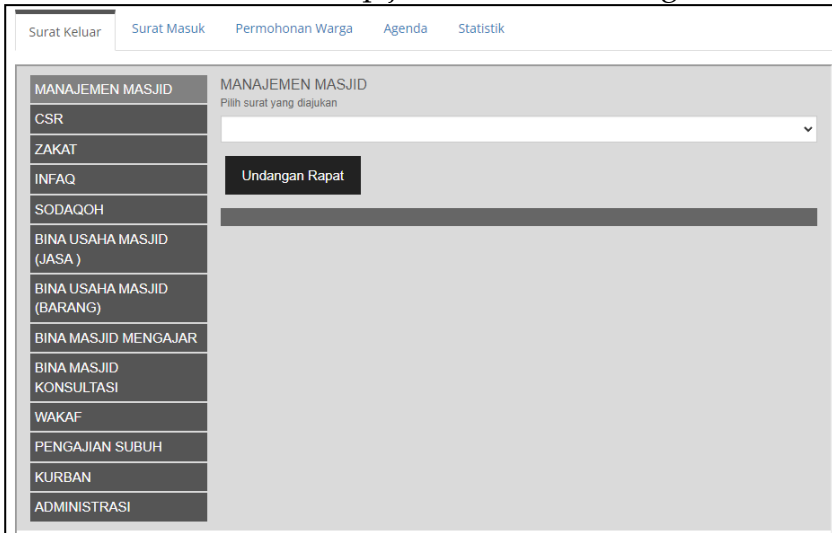 Surat Keluar Surat Masuk Permohonan Warga Agenda Statistik
MANAJEMEN MASJID
CSR
ZAKAT
INFAQ
SODAQOH
BINA USAHA MASJID
(JASA )
BINA USAHA MASJID
(BARANG)
BINA MASJID MENGAJAR
BINA MASJID
KONSULTASI
WAKAF
PENGAJIAN SUBUH
KURBAN
ADMINISTRASI
MANAJEMEN MASJID
Pilih surat yang diajukan
Undangan Rapat